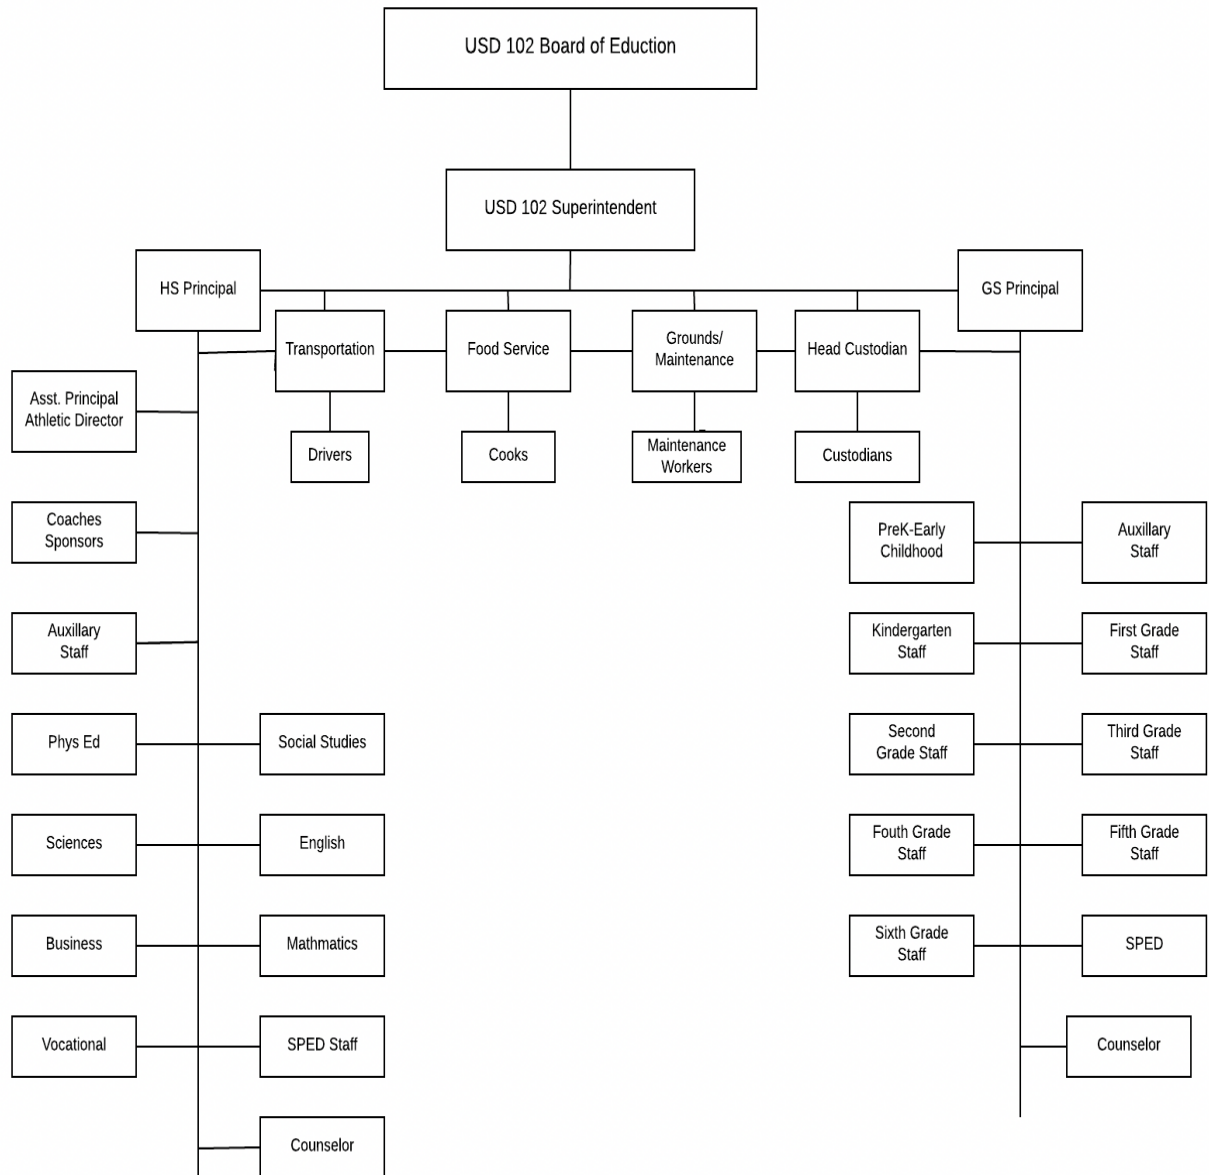 USD 102 Board of Eduction
USD 102 Superintendent
HS Principal
GS Principal
Transportation
Food Service
Grounds/
Maintenance
Head Custodian
Asst. Principal
Athletic Director
Drivers
Cooks
Maintenance
Workers
Custodians
Coaches
Sponsors
PreK-Early
Childhood
Auxillary
Staff
Auxillary
Staff
Kindergarten
Staff
First Grade
Staff
Phys Ed
Social Studies
Second
Grade Staff
Third Grade
Staff
Sciences
English
Fouth Grade
Staff
Fifth Grade
Staff
Business
Mathmatics
Sixth Grade
Staff
SPED
Vocational
SPED Staff
Counselor
Counselor